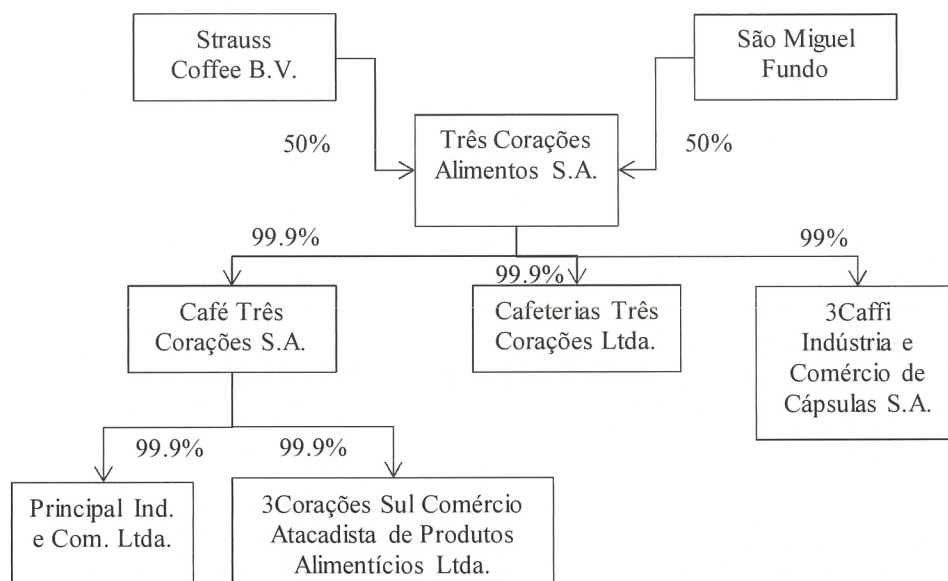 Strauss
Coffee B.V.
São Miguel
Fundo
50%
Três Corações
Alimentos S.A.
50%
99.9%
99.9%
99%
Café Três
Corações S.A.
Cafeterias Três
Corações Ltda.
3Caffi
Indústria e
Comércio de
Cápsulas S.A.
99.9%
99.9%
Principal Ind.
e Com. Ltda.
3Corações Sul Comércio
Atacadista de Produtos
Alimentícios Ltda.